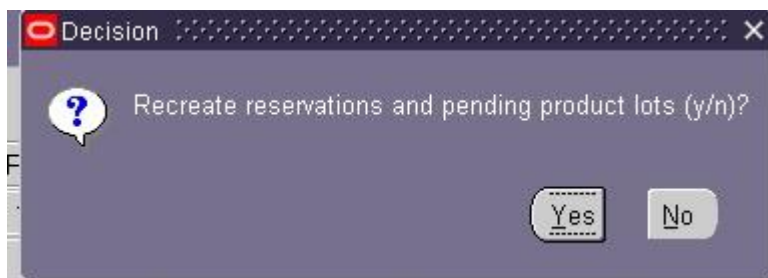 Decision
Recreate reservations and pending product lots (y/n)?
F
Yes No